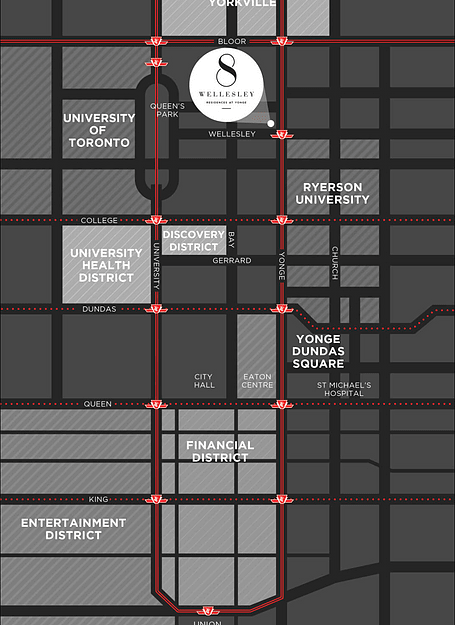 YORKVILLE
BLOOR
8
WELLESLEY
RESIDENCES AT YONGE
QUEEN'S
PARK
UNIVERSITY
OF
TORONTO
WELLESLEY
RYERSON
UNIVERSITY
COLLEGE
DISCOVERY
DISTRICT
BAY
GERRARD
UNIVERSITY
HEALTH
DISTRICT
UNIVERSITY
YONGE
CHURCH
DUNDAS
YONGE
DUNDAS
SQUARE
CITY
HALL
EATON
CENTRE
ST MICHAEL'S
HOSPITAL
QUEEN
FINANCIAL
DISTRICT
KING
ENTERTAINMENT
DISTRICT
UNION